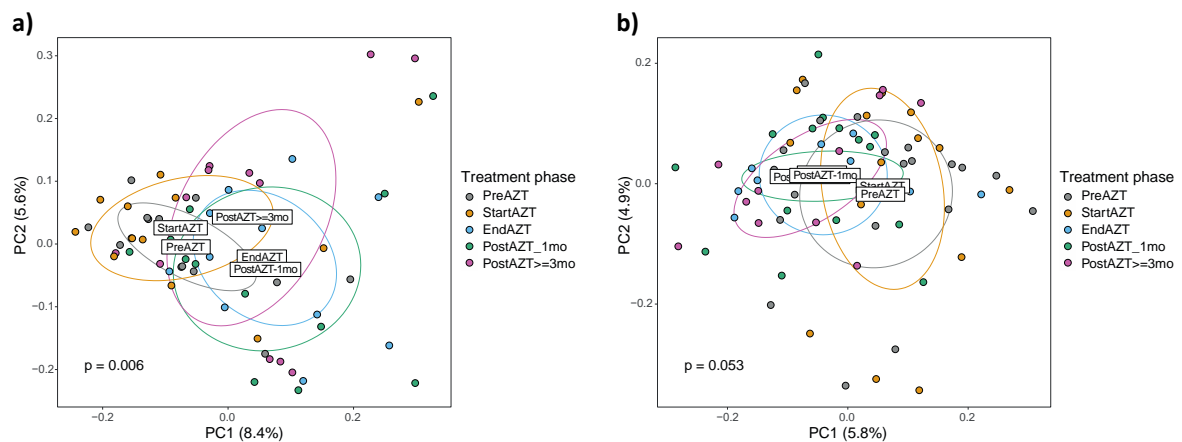 a)
0.3
0.2
0.1
0.0
−0.1
−0.2
−0.2
0.0
0.2
PC2 (5.6%)
PC1 (8.4%)
StartAZT
PreAZT
PostAZT>=3mo
EndAZT
PostAZT-1mo
p = 0.006
Treatment phase
PreAZT
StartAZT
EndAZT
PostAZT_1mo
PostAZT>=3mo
b)
0.2
0.0
−0.2
−0.2
0.0
0.2
PC2 (4.9%)
PC1 (5.8%)
PostAZT-1mo
StartAZT
PreAZT
p = 0.053
Treatment phase
PreAZT
StartAZT
EndAZT
PostAZT_1mo
PostAZT>=3mo